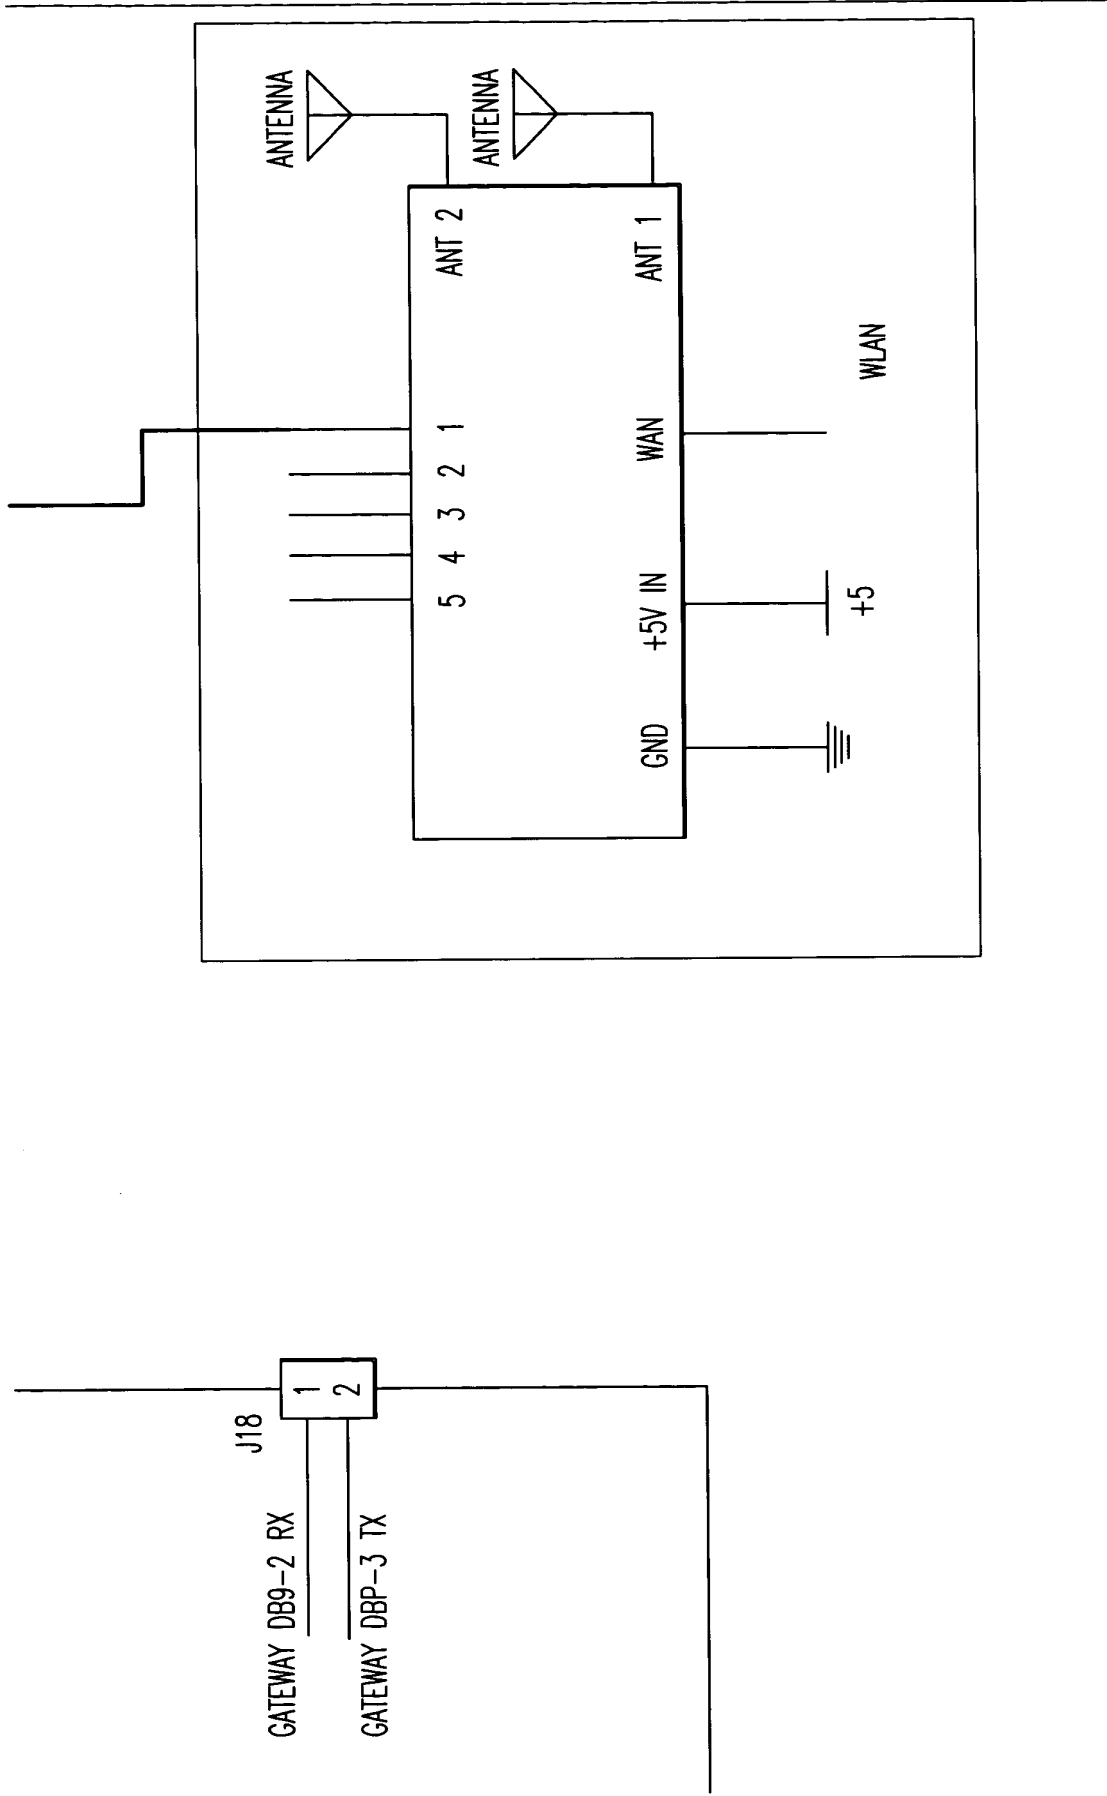 ANTENNA
ANTENNA
ANT 2
ANT 1
1
2
3
4
5
WAN
+5V IN
GND
+5
WLAN
J18
1
2
GATEWAY DB9-2 RX
GATEWAY DBP-3 TX